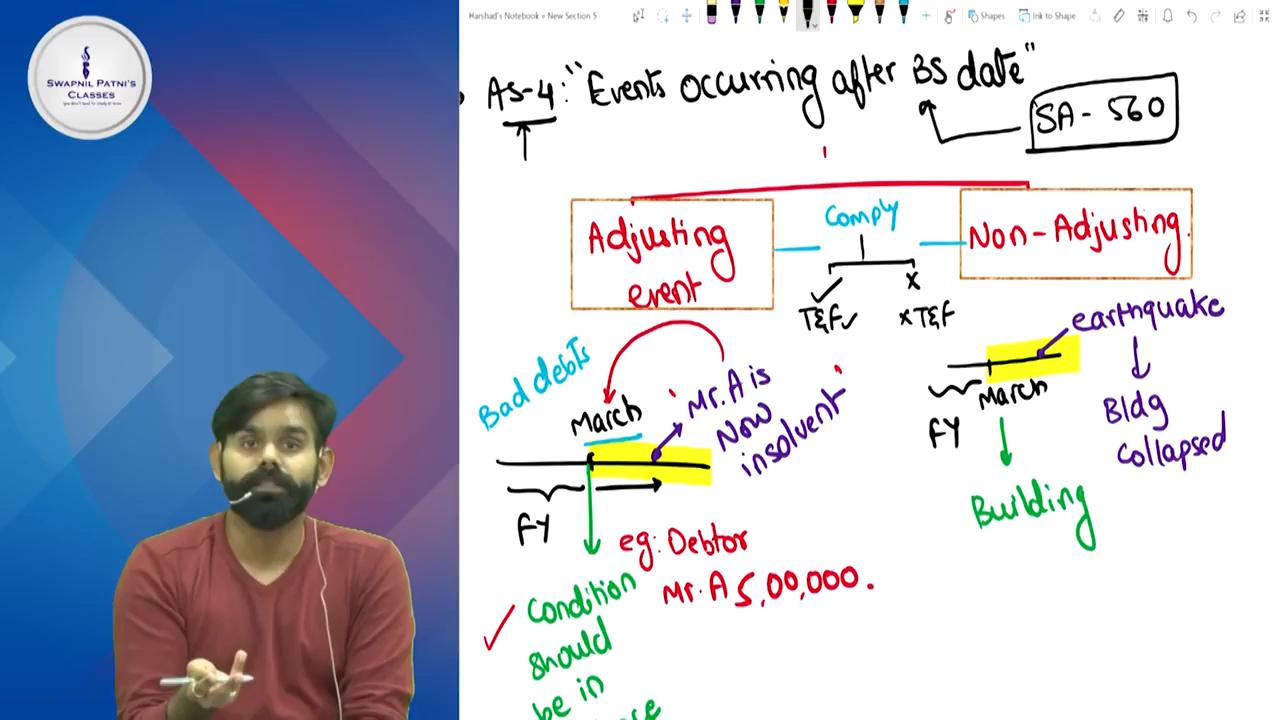 SWAPNIL PATNI'S
CLASSES
Harshad's Notebook » New Section 5
Shapes
Ink to Shape
AS-4: "Events occurring after BS date"
SA - 560
Adjusting
event
Comply
Non-Adjusting.
✓ x
T&F✓ xT&F
Bad debts
March
Mr. A is
Now
insolvent
FY
eg: Debtor
Mr. A 5,00,000.
✓ Condition
should
be in
earthquake
March
FY
Bldg
Collapsed
Building